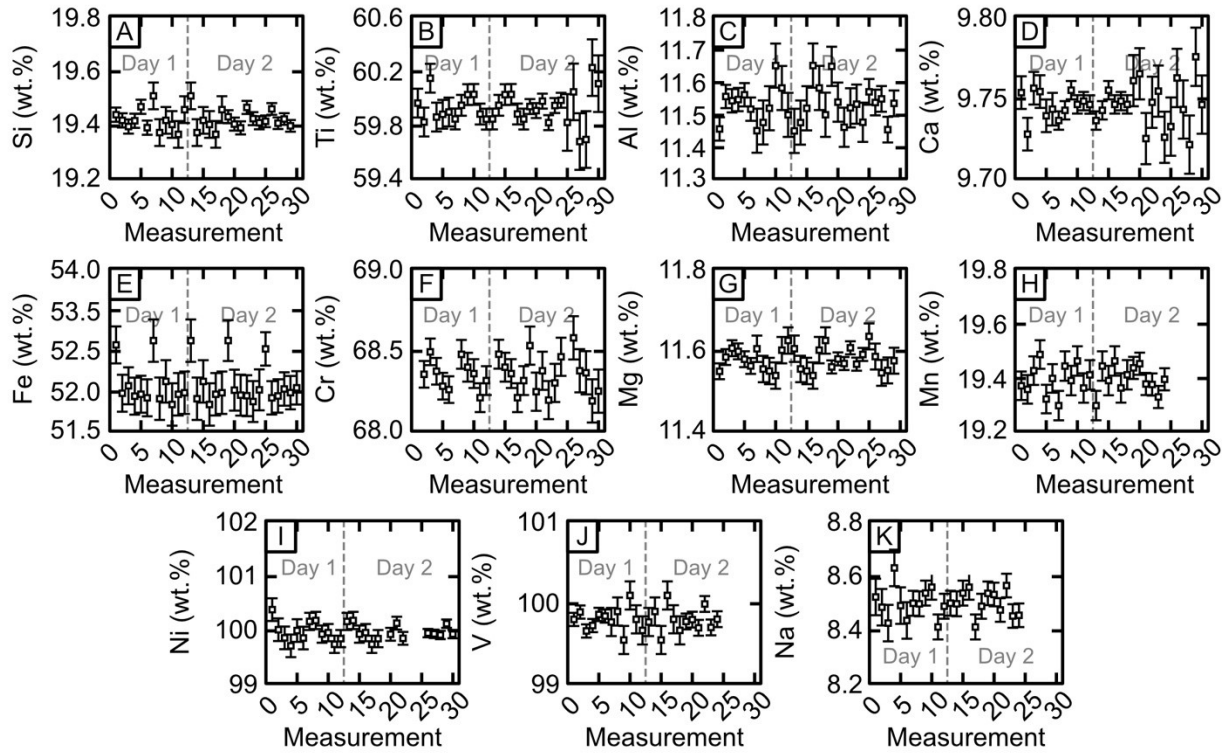 A
Si (wt.%)
19.8
19.6
19.4
19.2
Day 1 Day 2
0 5 10 15 20 25 30
Measurement
B
Ti (wt.%)
60.6
60.2
59.8
59.4
Day 1 Day 2
0 5 10 15 20 25 30
Measurement
C
Al (wt.%)
11.8
11.7
11.6
11.5
11.4
11.3
Day 1 Day 2
0 5 10 15 20 25 30
Measurement
D
Ca (wt.%)
9.80
9.75
9.70
Day 1 Day 2
0 5 10 15 20 25 30
Measurement
E
Fe (wt.%)
54.0
53.5
52.5
52.0
51.5
Day 1 Day 2
0 5 10 15 20 25 30
Measurement
F
Cr (wt.%)
69.0
68.5
68.0
Day 1 Day 2
0 5 10 15 20 25 30
Measurement
G
Mg (wt.%)
11.8
11.6
11.4
Day 1 Day 2
0 5 10 15 20 25 30
Measurement
H
Mn (wt.%)
19.8
19.6
19.4
19.2
Day 1 Day 2
0 5 10 15 20 25 30
Measurement
I
Ni (wt.%)
102
101
100
99
Day 1 Day 2
0 5 10 15 20 25 30
Measurement
J
V (wt.%)
101
100
99
Day 1 Day 2
0 5 10 15 20 25 30
Measurement
K
Na (wt.%)
8.8
8.6
8.4
8.2
Day 1 Day 2
0 5 10 15 20 25 30
Measurement